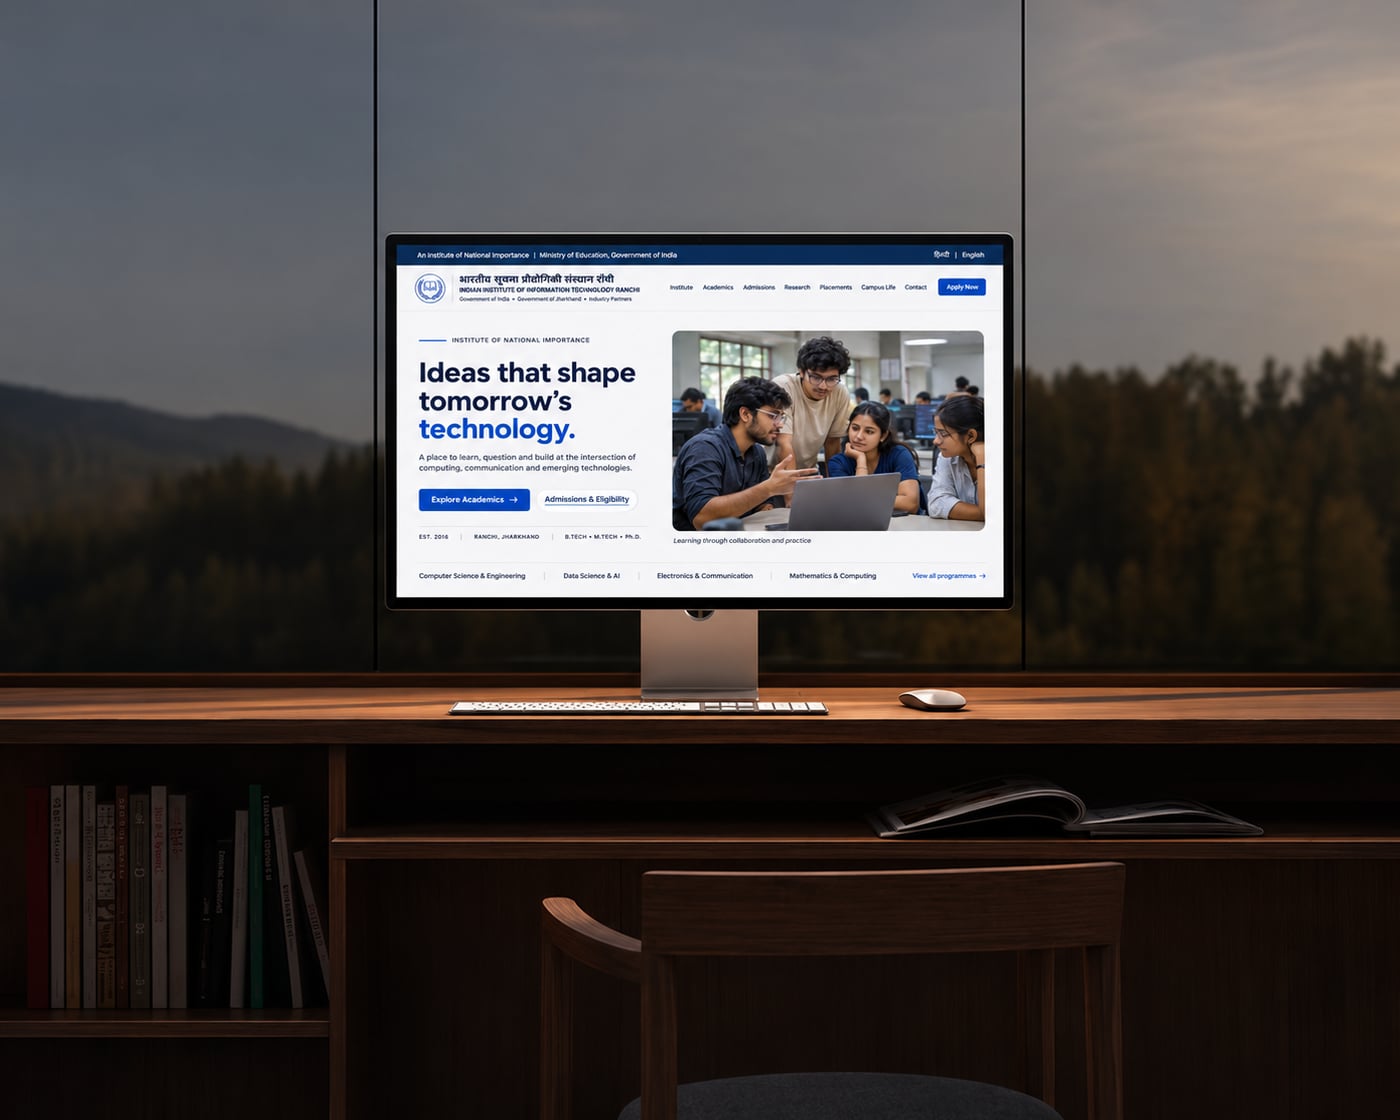 An Institute of National Importance | Ministry of Education, Government of India
हिन्दी | English
भारतीय सूचना प्रौद्योगिकी संस्थान राँची
INDIAN INSTITUTE OF INFORMATION TECHNOLOGY RANCHI
Government of India • Government of Jharkhand • Industry Partners
Institute Academics Admissions Research Placements Campus Life Contact Apply Now
INSTITUTE OF NATIONAL IMPORTANCE
Ideas that shape
tomorrow's
technology.
A place to learn, question and build at the intersection of
computing, communication and emerging technologies.
Explore Academics → Admissions & Eligibility
EST. 2016 | RANCHI, JHARKHAND | B.TECH • M.TECH • Ph.D.
Learning through collaboration and practice
Computer Science & Engineering | Data Science & AI | Electronics & Communication | Mathematics & Computing View all programmes →